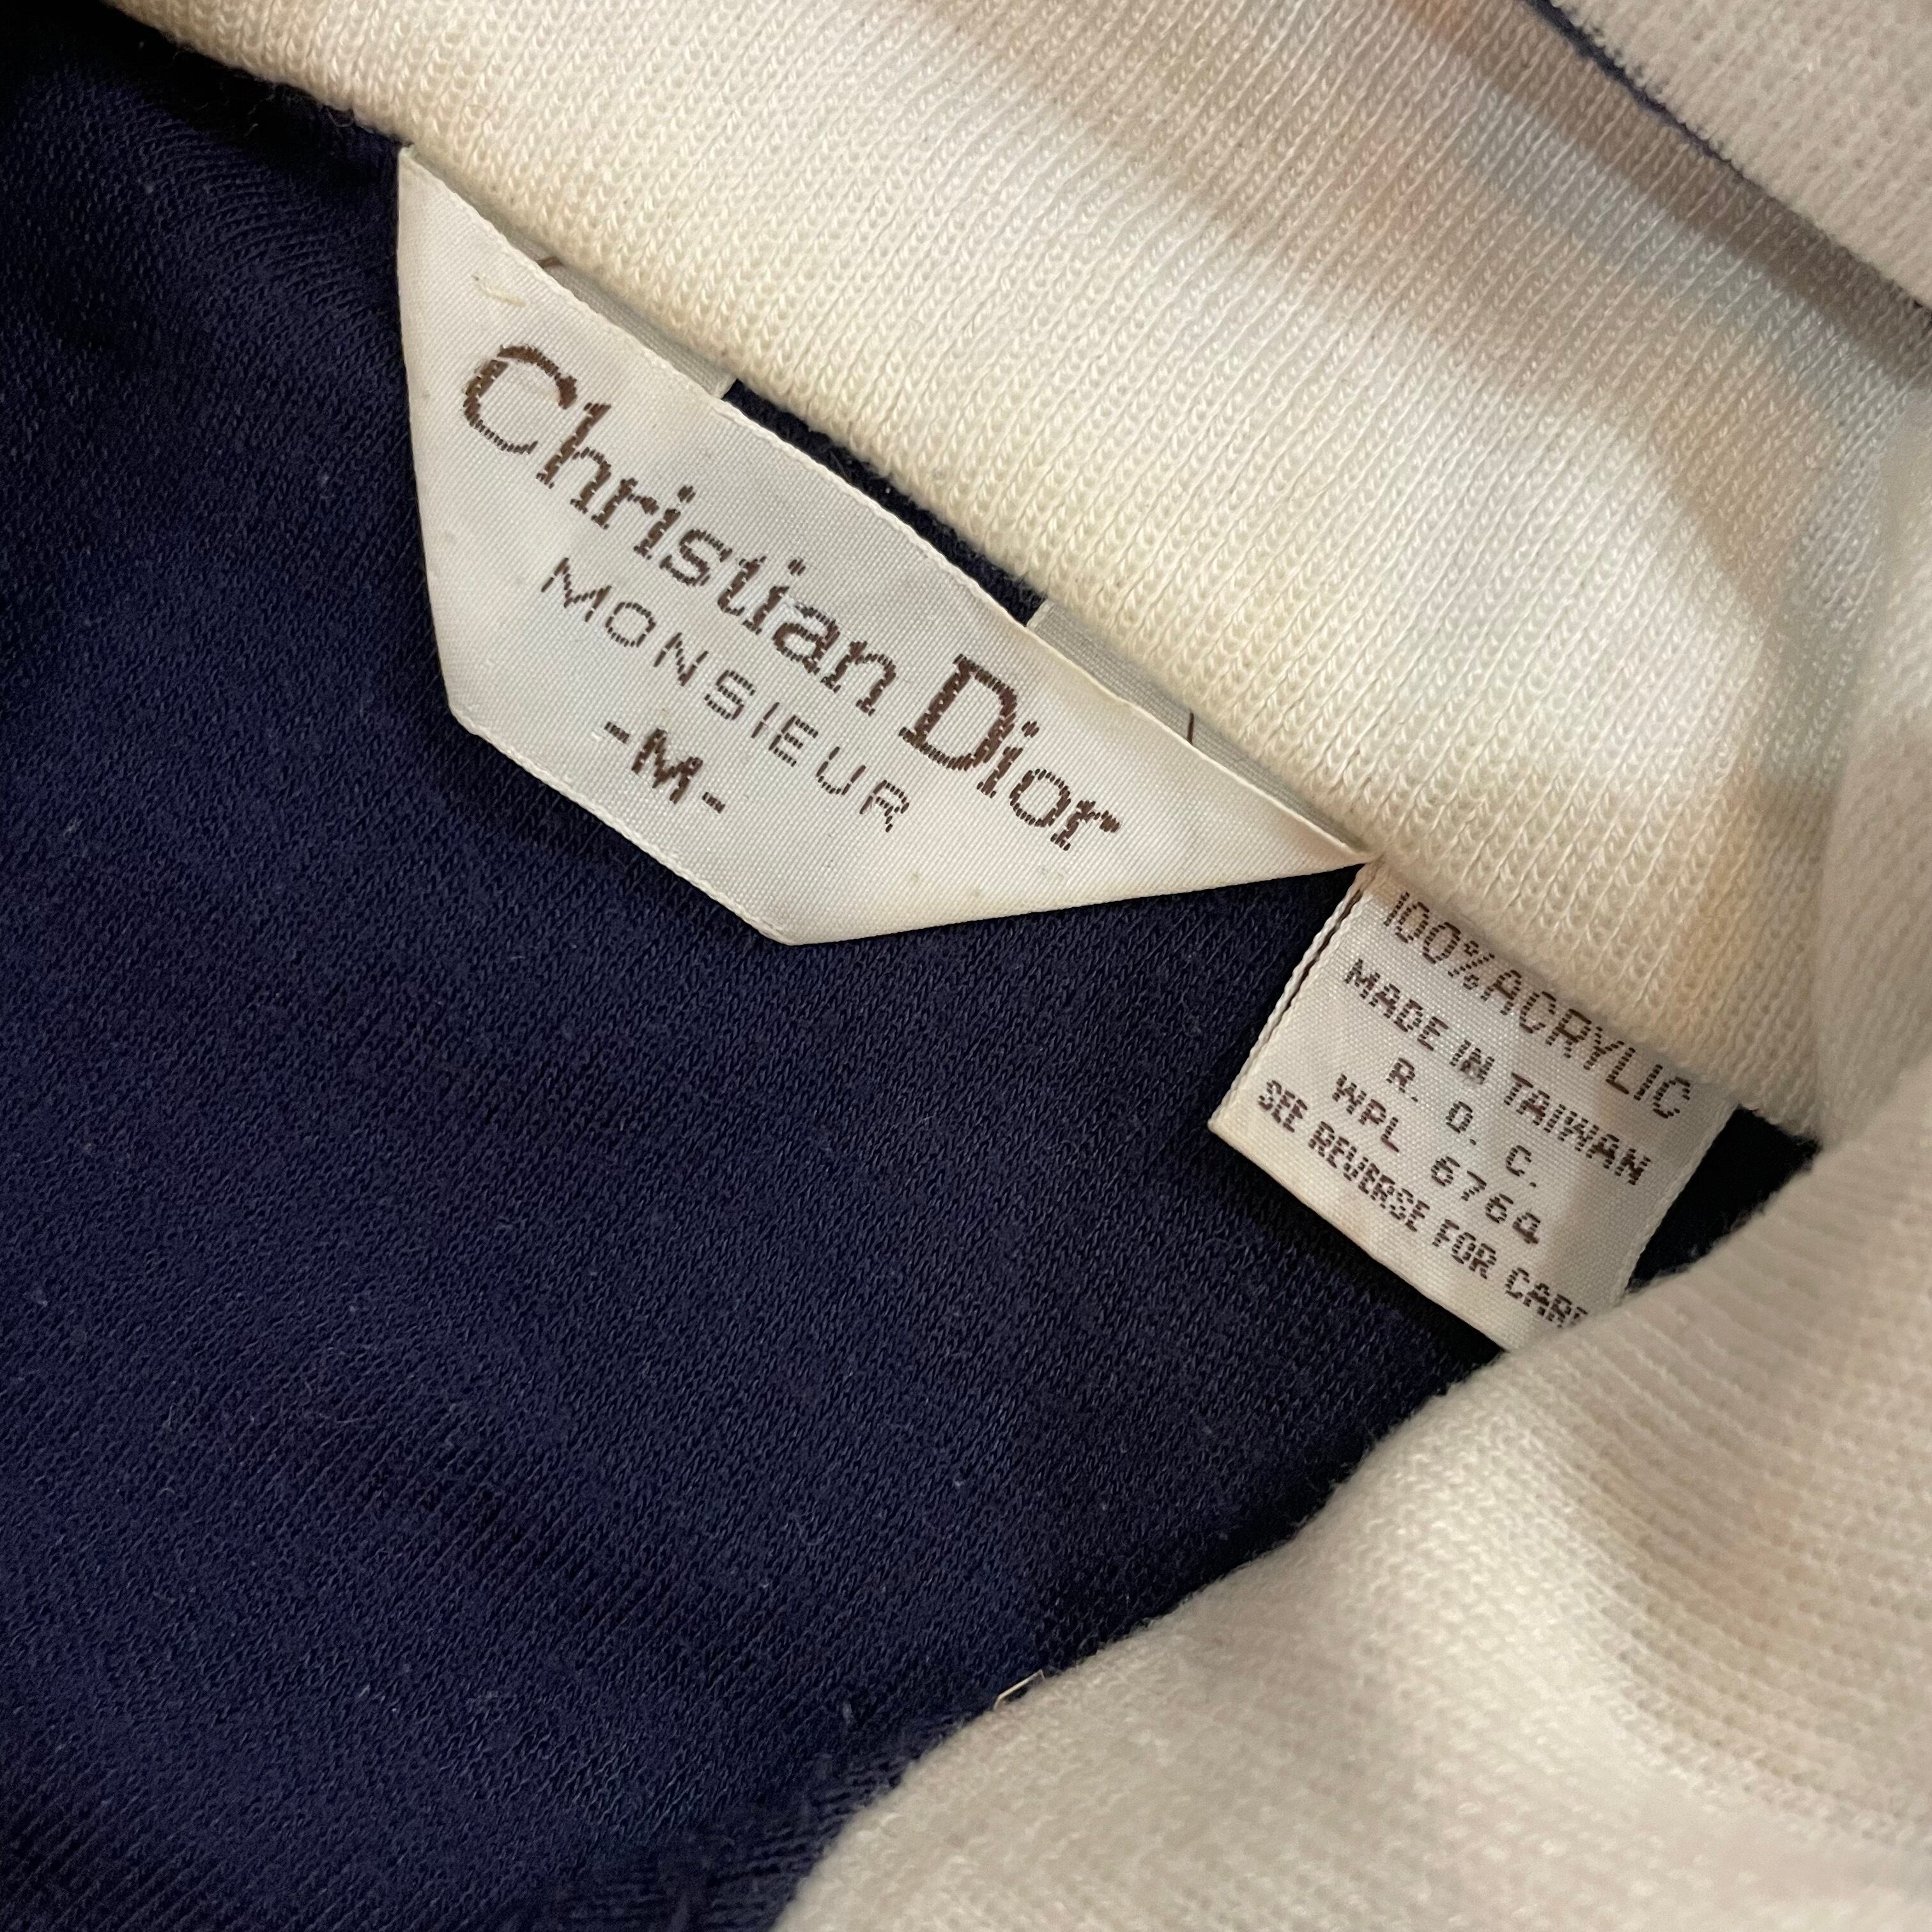 Christian Dior
MONSIEUR
-M-
100% ACRYLIC
MADE IN TAIWAN
R. O. C.
WPL 6764
SEE REVERSE FOR CARE